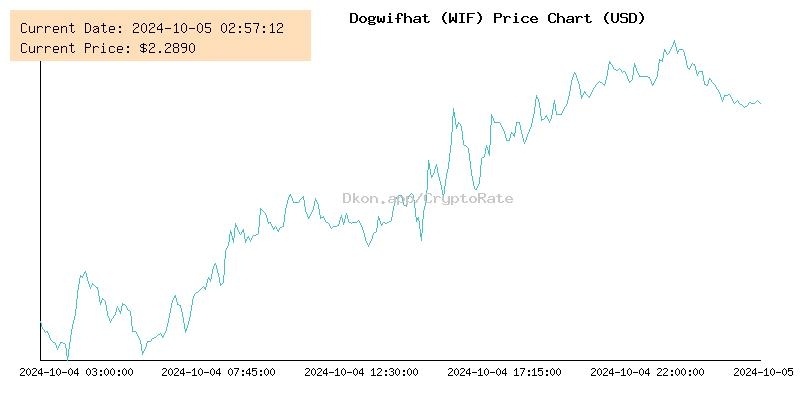 Dogwifhat (WIF) Price Chart (USD)
Current Date: 2024-10-05 02:57:12
Current Price: $2.2890
Dkon.app/CryptoRate
2024-10-04 03:00:00 2024-10-04 07:45:00 2024-10-04 12:30:00 2024-10-04 17:15:00 2024-10-04 22:00:00 2024-10-05